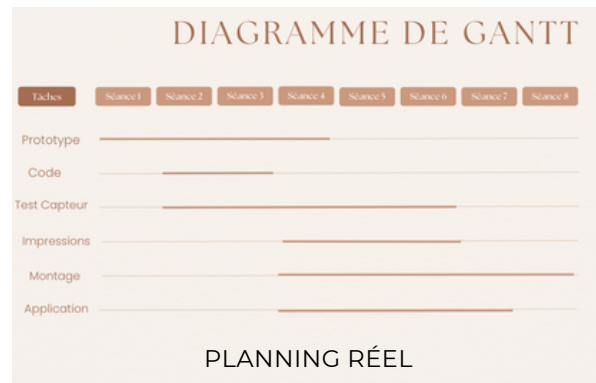 DIAGRAMME DE GANTT
Tâches Séance 1 Séance 2 Séance 3 Séance 4 Séance 5 Séance 6 Séance 7 Séance 8
Prototype
Code
Test Capteur
Impressions
Montage
Application
PLANNING RÉEL